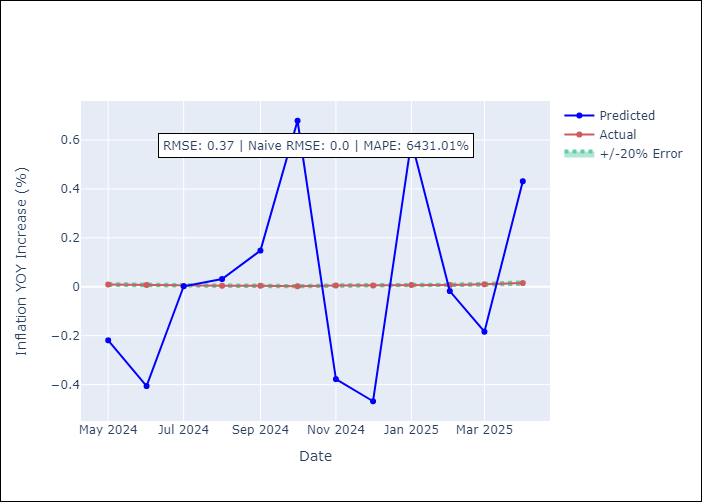 Predicted
Actual
+/-20% Error
RMSE: 0.37 | Naive RMSE: 0.0 | MAPE: 6431.01%
0.6
0.4
0.2
0
−0.2
−0.4
Inflation YOY Increase (%)
May 2024 Jul 2024 Sep 2024 Nov 2024 Jan 2025 Mar 2025
Date